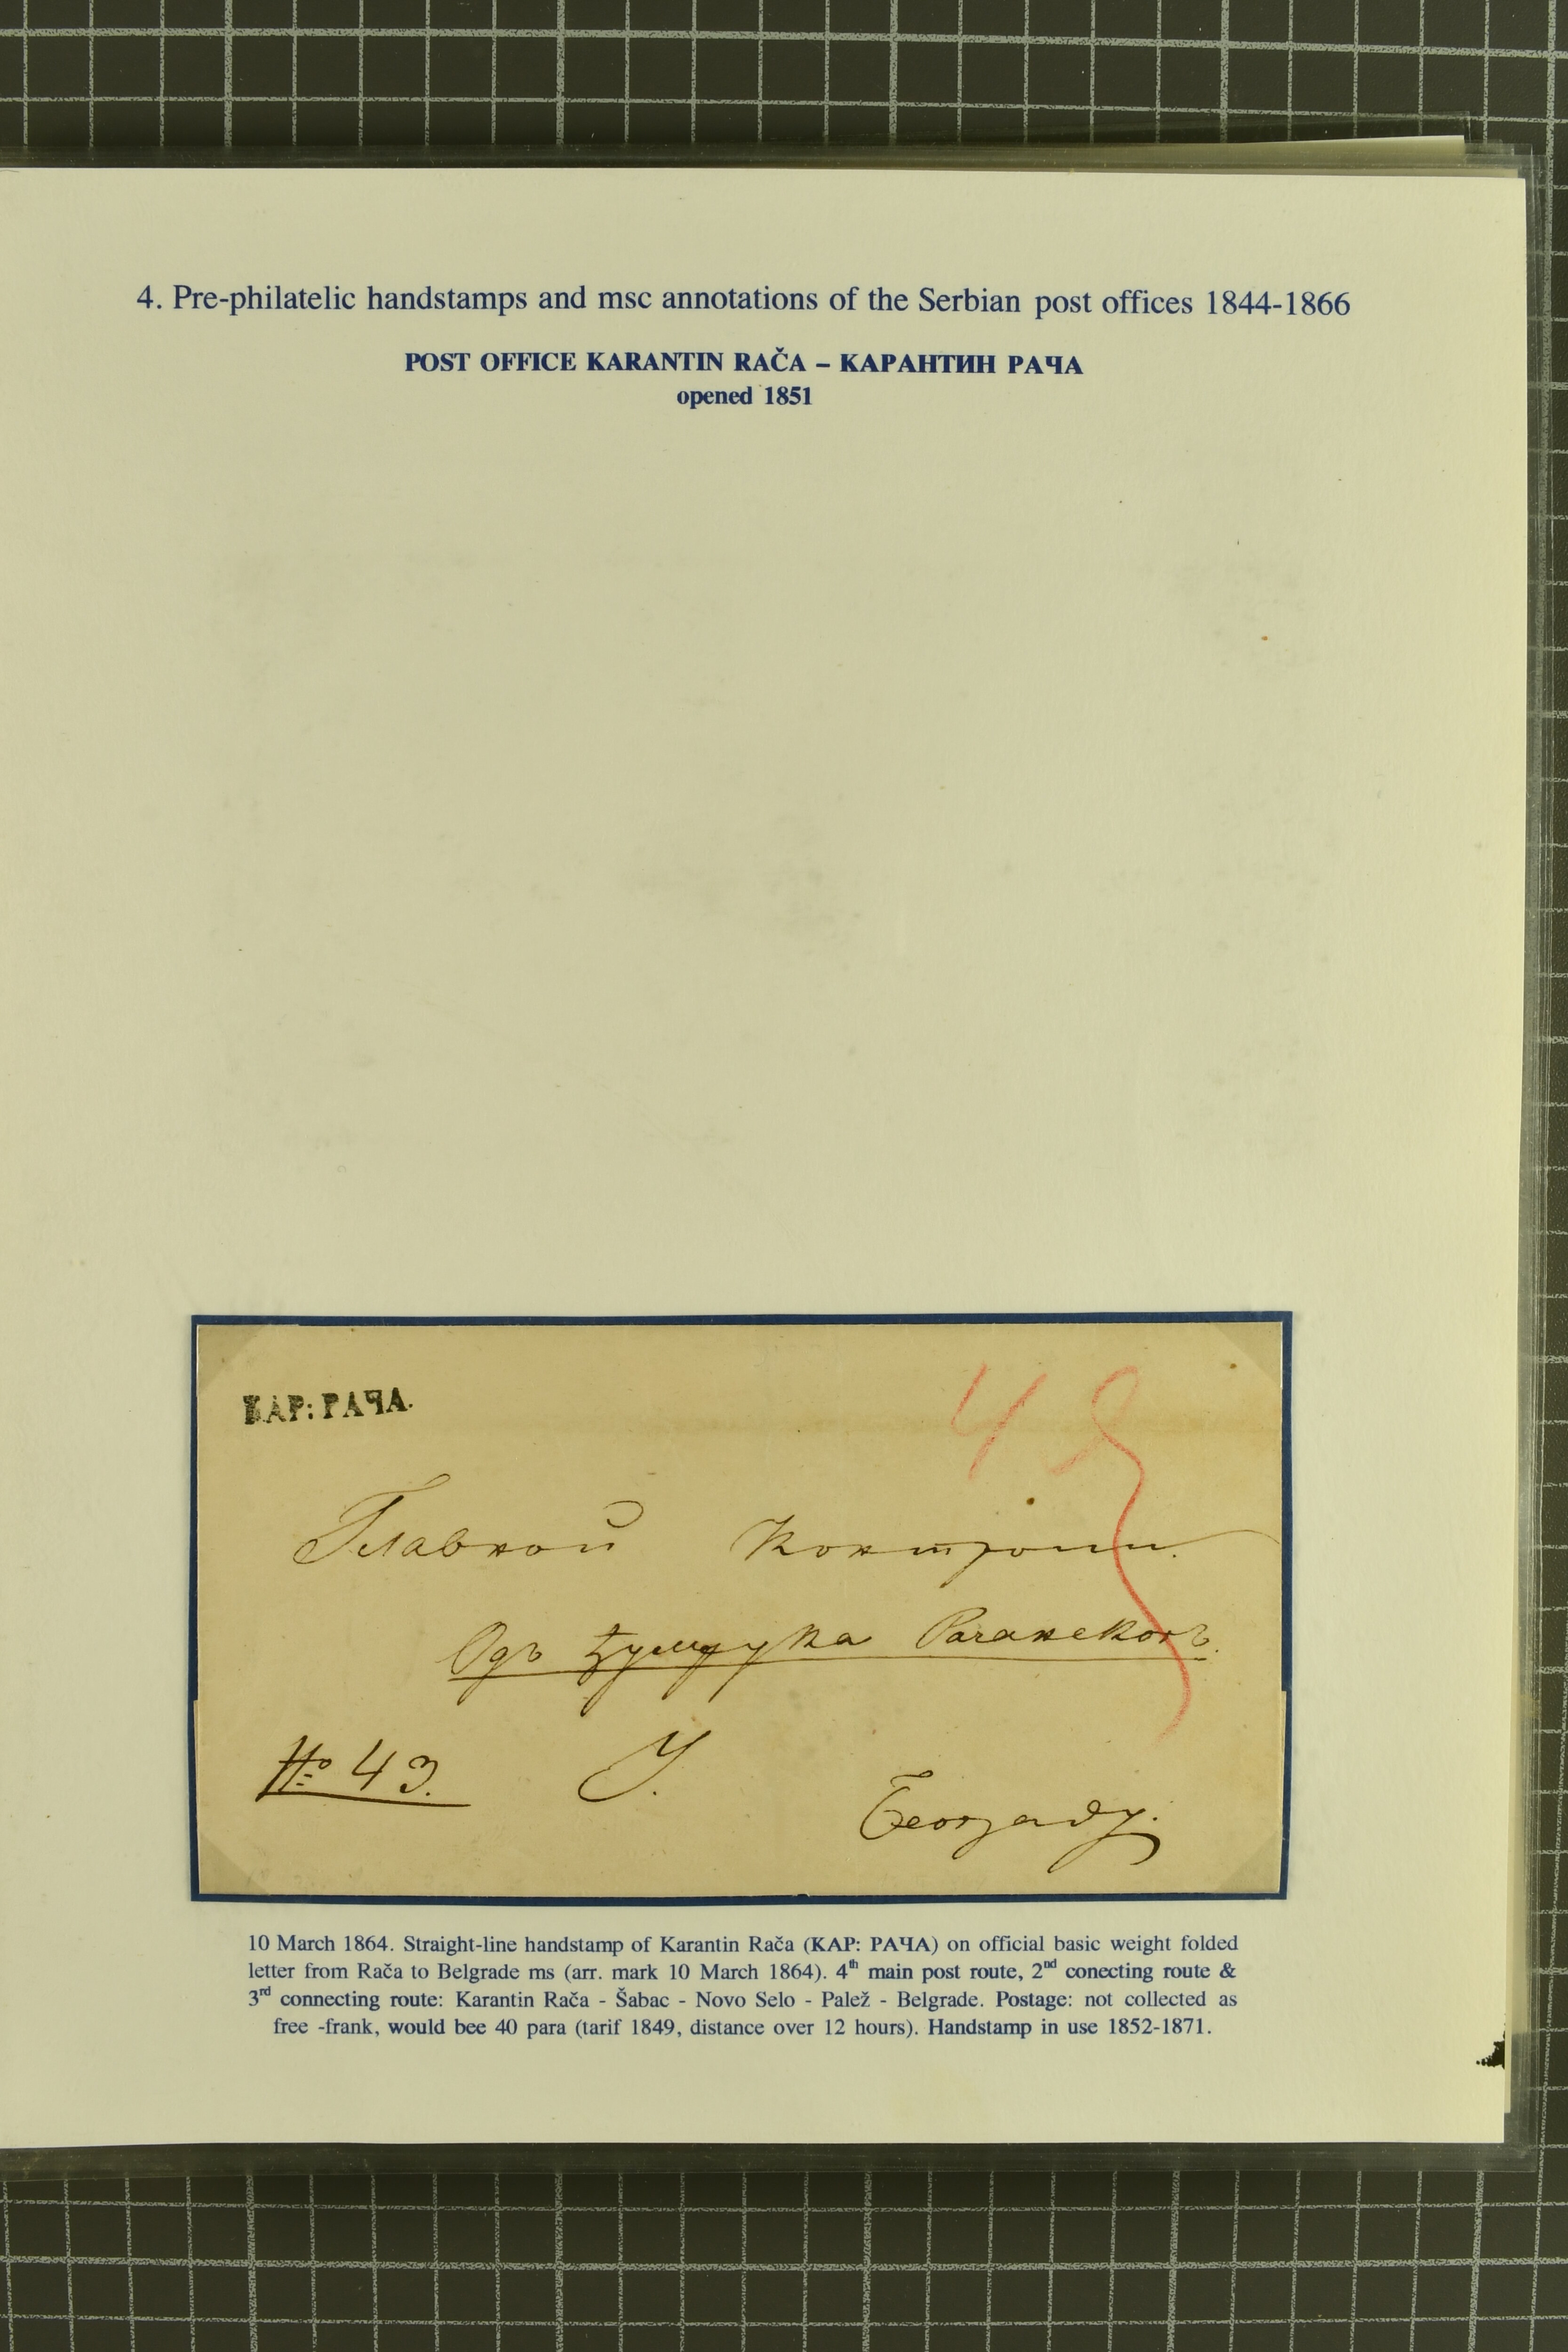 4. Pre-philatelic handstamps and msc annotations of the Serbian post offices 1844-1866
POST OFFICE KARANTIN RAČA – КАРАНТИН РАЧА
opened 1851
КАР: РАЧА.
Главной Контроли.
Одъ Ђумрука Рачанскогъ.
№ 43. У. Београду.
10 March 1864. Straight-line handstamp of Karantin Rača (КАР: РАЧА) on official basic weight folded
letter from Rača to Belgrade ms (arr. mark 10 March 1864). 4th main post route, 2nd conecting route &
3rd connecting route: Karantin Rača - Šabac - Novo Selo - Palež - Belgrade. Postage: not collected as
free -frank, would bee 40 para (tarif 1849, distance over 12 hours). Handstamp in use 1852-1871.